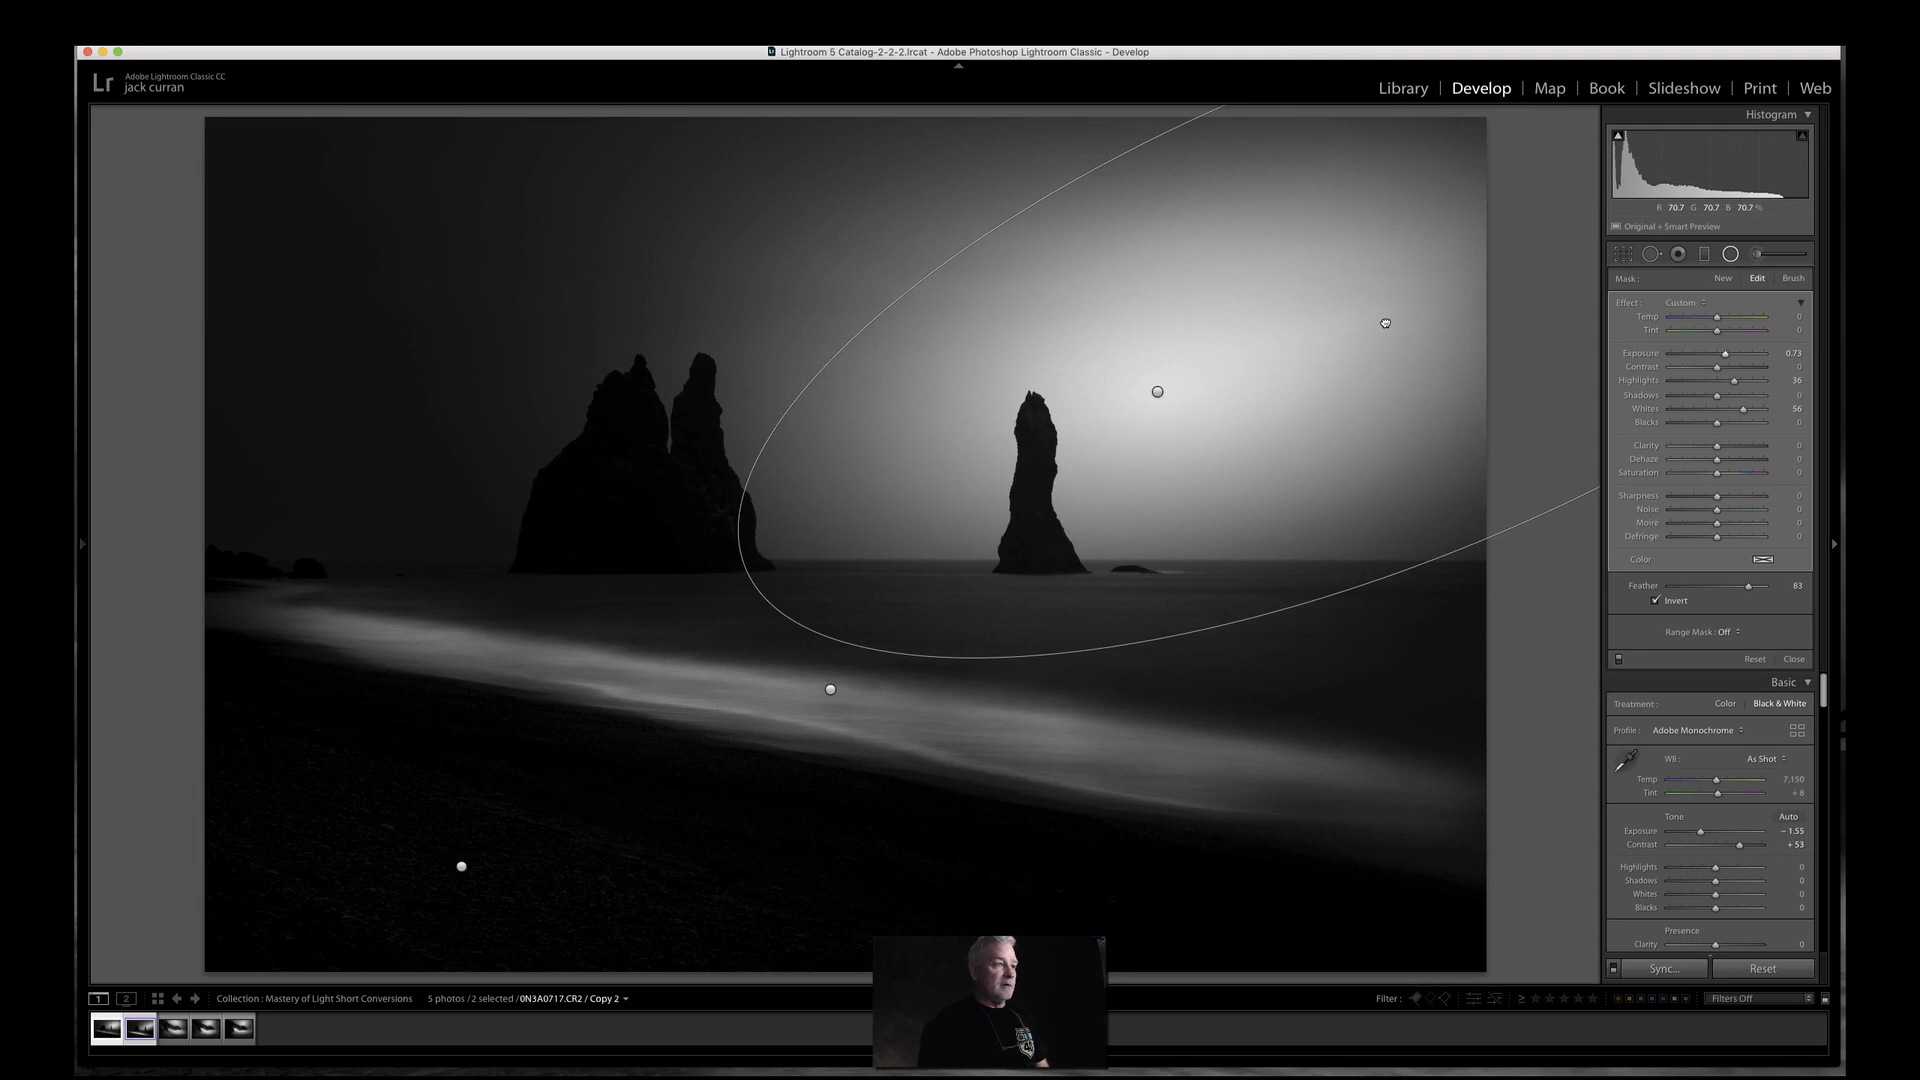 Lightroom 5 Catalog-2-2-2.lrcat - Adobe Photoshop Lightroom Classic - Develop
Lr
Adobe Lightroom Classic CC
jack curran
Library | Develop | Map | Book | Slideshow | Print | Web
Histogram
R 70.7 G 70.7 B 70.7 %
Original + Smart Preview
Mask : New Edit Brush
Effect : Custom
Temp 0
Tint 0
Exposure 0.73
Contrast 0
Highlights 36
Shadows 0
Whites 56
Blacks 0
Clarity 0
Dehaze 0
Saturation 0
Sharpness 0
Noise 0
Moire 0
Defringe 0
Color
Feather 83
Invert
Range Mask : Off
Reset Close
Basic
Treatment : Color Black & White
Profile : Adobe Monochrome
WB : As Shot
Temp 7,150
Tint + 8
Tone Auto
Exposure - 1.55
Contrast + 53
Highlights 0
Shadows 0
Whites 0
Blacks 0
Presence
Clarity 0
Sync... Reset
1 2 Collection : Mastery of Light Short Conversions 5 photos / 2 selected / 0N3A0717.CR2 / Copy 2 Filter : ≥ Filters Off